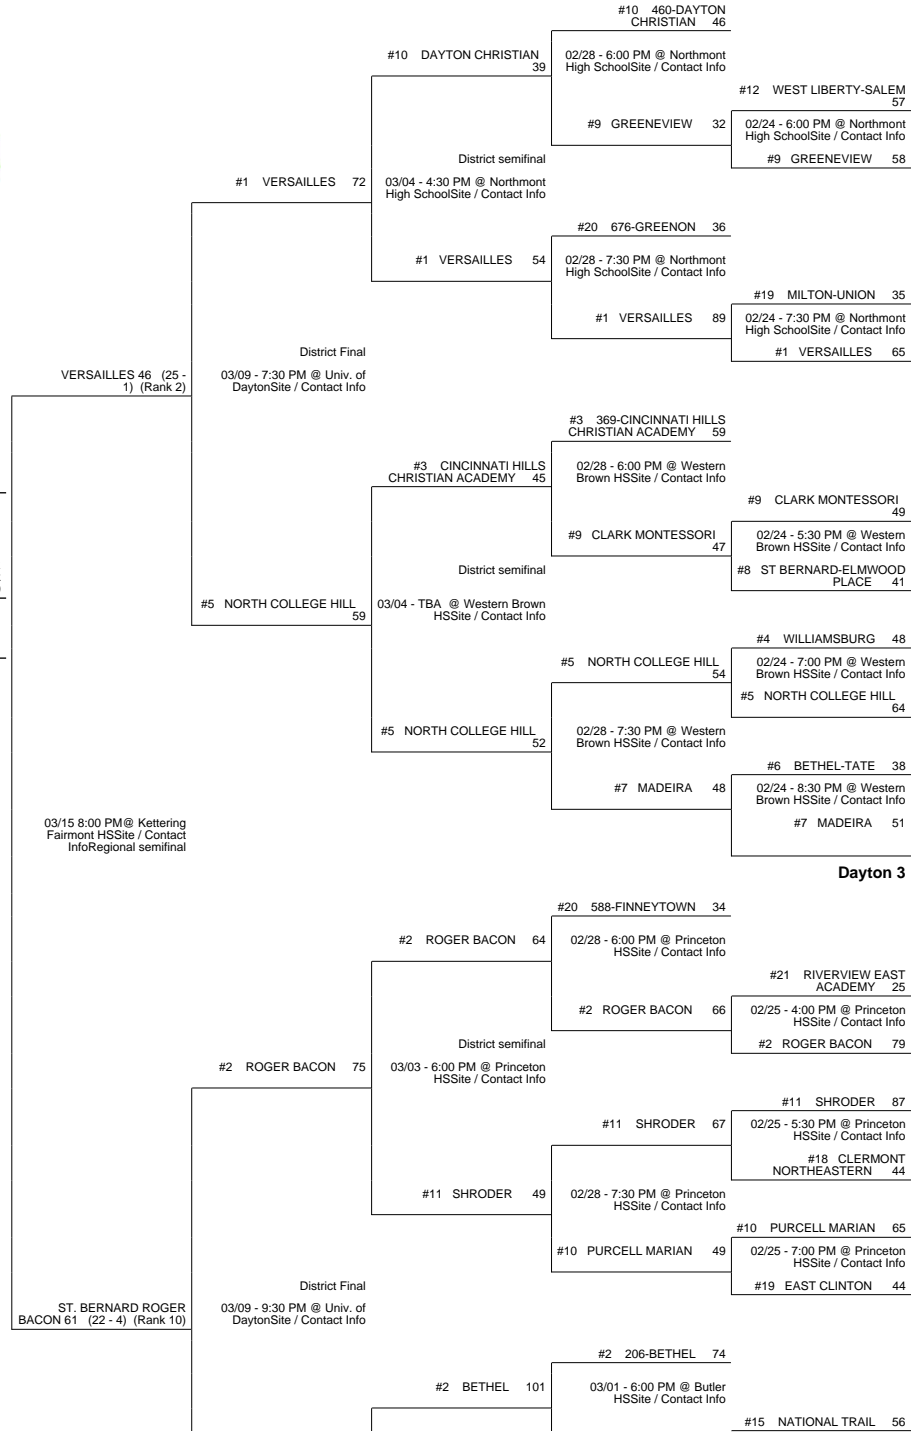 #10 460-DAYTON
CHRISTIAN 46
#10 DAYTON CHRISTIAN
39
02/28 - 6:00 PM @ Northmont
High SchoolSite / Contact Info
#12 WEST LIBERTY-SALEM
57
#9 GREENEVIEW 32
02/24 - 6:00 PM @ Northmont
High SchoolSite / Contact Info
#9 GREENEVIEW 58
District semifinal
#1 VERSAILLES 72
03/04 - 4:30 PM @ Northmont
High SchoolSite / Contact Info
#20 676-GREENON 36
#1 VERSAILLES 54
02/28 - 7:30 PM @ Northmont
High SchoolSite / Contact Info
#19 MILTON-UNION 35
#1 VERSAILLES 89
02/24 - 7:30 PM @ Northmont
High SchoolSite / Contact Info
#1 VERSAILLES 65
District Final
VERSAILLES 46 (25 -
1) (Rank 2)
03/09 - 7:30 PM @ Univ. of
DaytonSite / Contact Info
#3 369-CINCINNATI HILLS
CHRISTIAN ACADEMY 59
#3 CINCINNATI HILLS
CHRISTIAN ACADEMY 45
02/28 - 6:00 PM @ Western
Brown HSSite / Contact Info
#9 CLARK MONTESSORI
49
#9 CLARK MONTESSORI
47
02/24 - 5:30 PM @ Western
Brown HSSite / Contact Info
#8 ST BERNARD-ELMWOOD
PLACE 41
District semifinal
#5 NORTH COLLEGE HILL
59
03/04 - TBA @ Western Brown
HSSite / Contact Info
#4 WILLIAMSBURG 48
#5 NORTH COLLEGE HILL
54
02/24 - 7:00 PM @ Western
Brown HSSite / Contact Info
#5 NORTH COLLEGE HILL
64
#5 NORTH COLLEGE HILL
52
02/28 - 7:30 PM @ Western
Brown HSSite / Contact Info
#6 BETHEL-TATE 38
#7 MADEIRA 48
02/24 - 8:30 PM @ Western
Brown HSSite / Contact Info
#7 MADEIRA 51
03/15 8:00 PM@ Kettering
Fairmont HSSite / Contact
InfoRegional semifinal
Dayton 3
#20 588-FINNEYTOWN 34
#2 ROGER BACON 64
02/28 - 6:00 PM @ Princeton
HSSite / Contact Info
#21 RIVERVIEW EAST
ACADEMY 25
#2 ROGER BACON 66
02/25 - 4:00 PM @ Princeton
HSSite / Contact Info
#2 ROGER BACON 79
District semifinal
#2 ROGER BACON 75
03/03 - 6:00 PM @ Princeton
HSSite / Contact Info
#11 SHRODER 87
#11 SHRODER 67
02/25 - 5:30 PM @ Princeton
HSSite / Contact Info
#18 CLERMONT
NORTHEASTERN 44
#11 SHRODER 49
02/28 - 7:30 PM @ Princeton
HSSite / Contact Info
#10 PURCELL MARIAN 65
#10 PURCELL MARIAN 49
02/25 - 7:00 PM @ Princeton
HSSite / Contact Info
#19 EAST CLINTON 44
District Final
ST. BERNARD ROGER
BACON 61 (22 - 4) (Rank 10)
03/09 - 9:30 PM @ Univ. of
DaytonSite / Contact Info
#2 206-BETHEL 74
#2 BETHEL 101
03/01 - 6:00 PM @ Butler
HSSite / Contact Info
#15 NATIONAL TRAIL 56